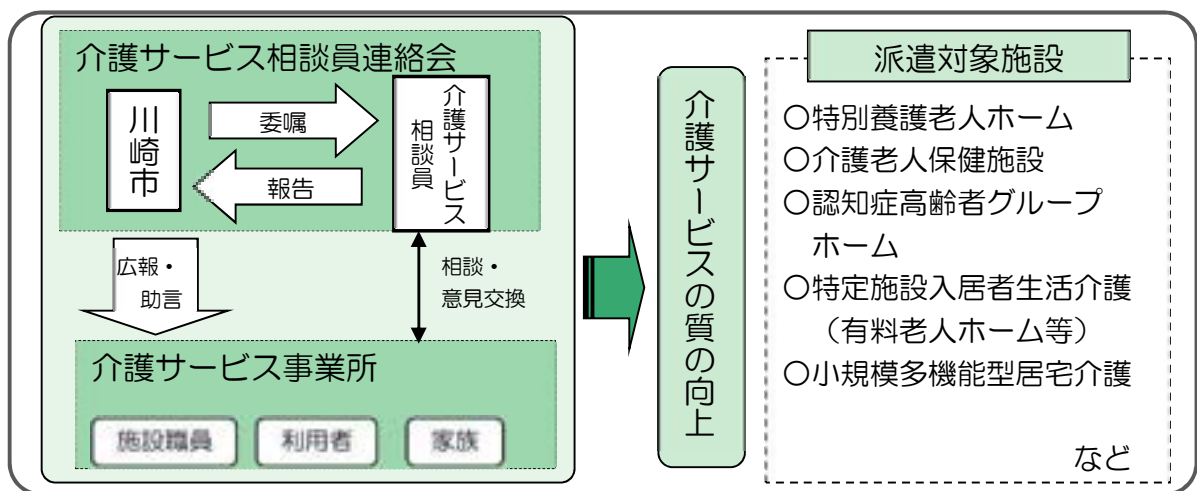 介護サービス相談員連絡会
川崎市
委嘱
報告
介護サービス
相談員
広報・
助言
相談・
意見交換
介護サービス事業所
施設職員
利用者
家族
介護サービスの質の向上
派遣対象施設
○特別養護老人ホーム
○介護老人保健施設
○認知症高齢者グループ
ホーム
○特定施設入居者生活介護
（有料老人ホーム等）
○小規模多機能型居宅介護
など